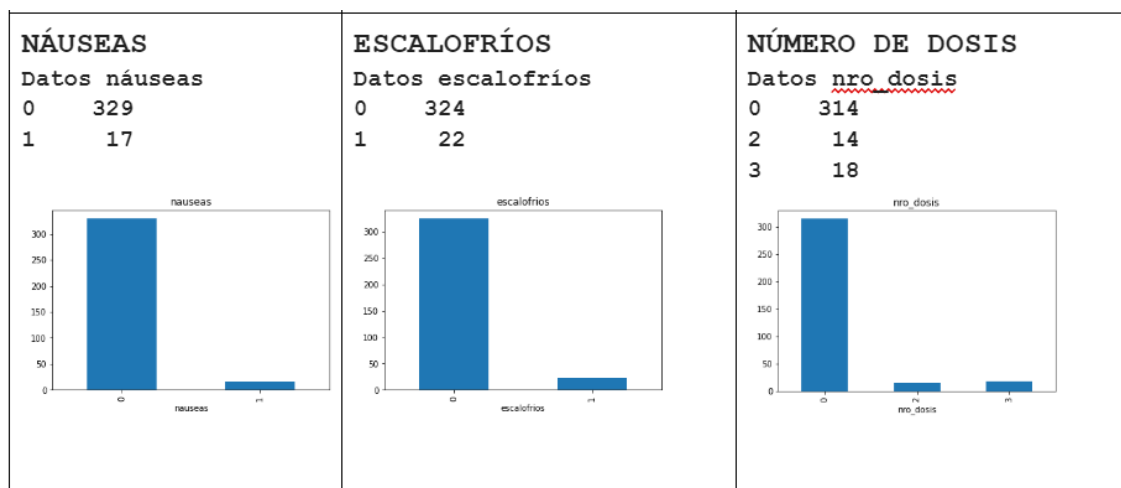 NÁUSEAS
Datos náuseas
0 329
1 17
nauseas
300
250
200
150
100
50
0
0 1
nauseas
ESCALOFRÍOS
Datos escalofríos
0 324
1 22
escalofrios
300
250
200
150
100
50
0
0 1
escalofrios
NÚMERO DE DOSIS
Datos nro_dosis
0 314
2 14
3 18
nro_dosis
300
250
200
150
100
50
0
0 2 3
nro_dosis